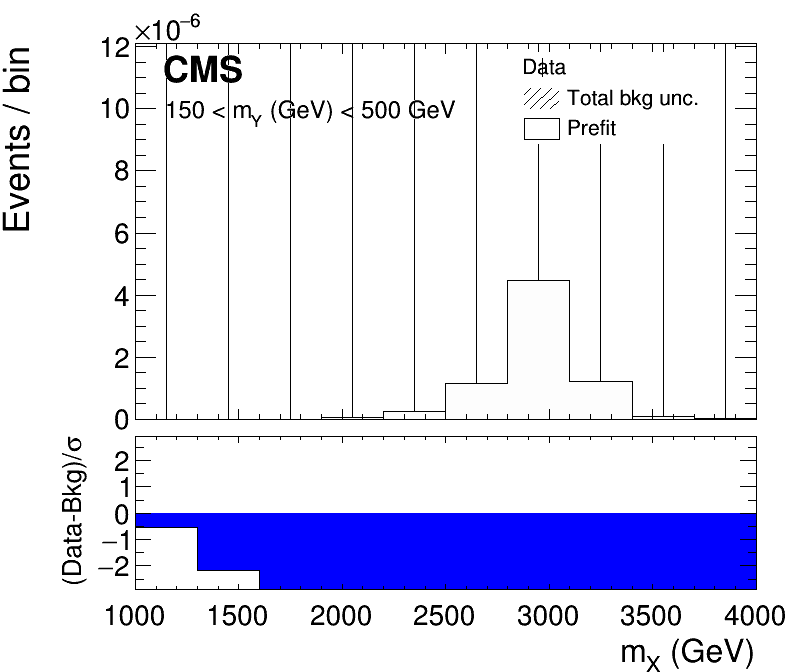 ×10⁻⁶
Events / bin
12
10
8
6
4
2
0
CMS
150 < m_Y (GeV) < 500 GeV
Data
Total bkg unc.
Prefit
(Data-Bkg)/σ
2
1
0
−1
−2
1000 1500 2000 2500 3000 3500 4000
m_X (GeV)